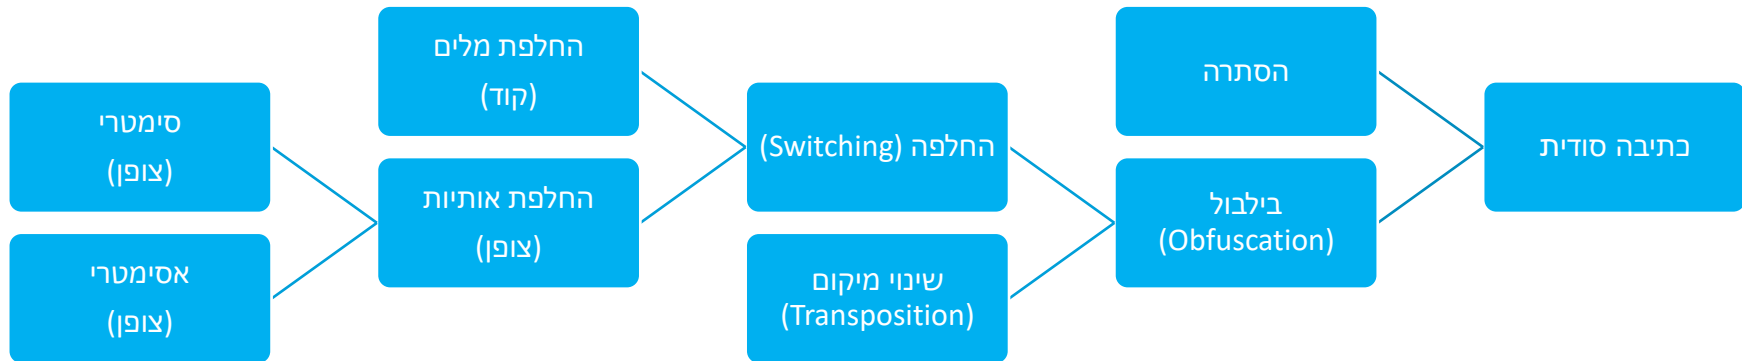 כתיבה סודית
הסתרה
בילבול
(Obfuscation)
החלפה (Switching)
שינוי מיקום
(Transposition)
החלפת מלים
(קוד)
החלפת אותיות
(צופן)
סימטרי
(צופן)
אסימטרי
(צופן)